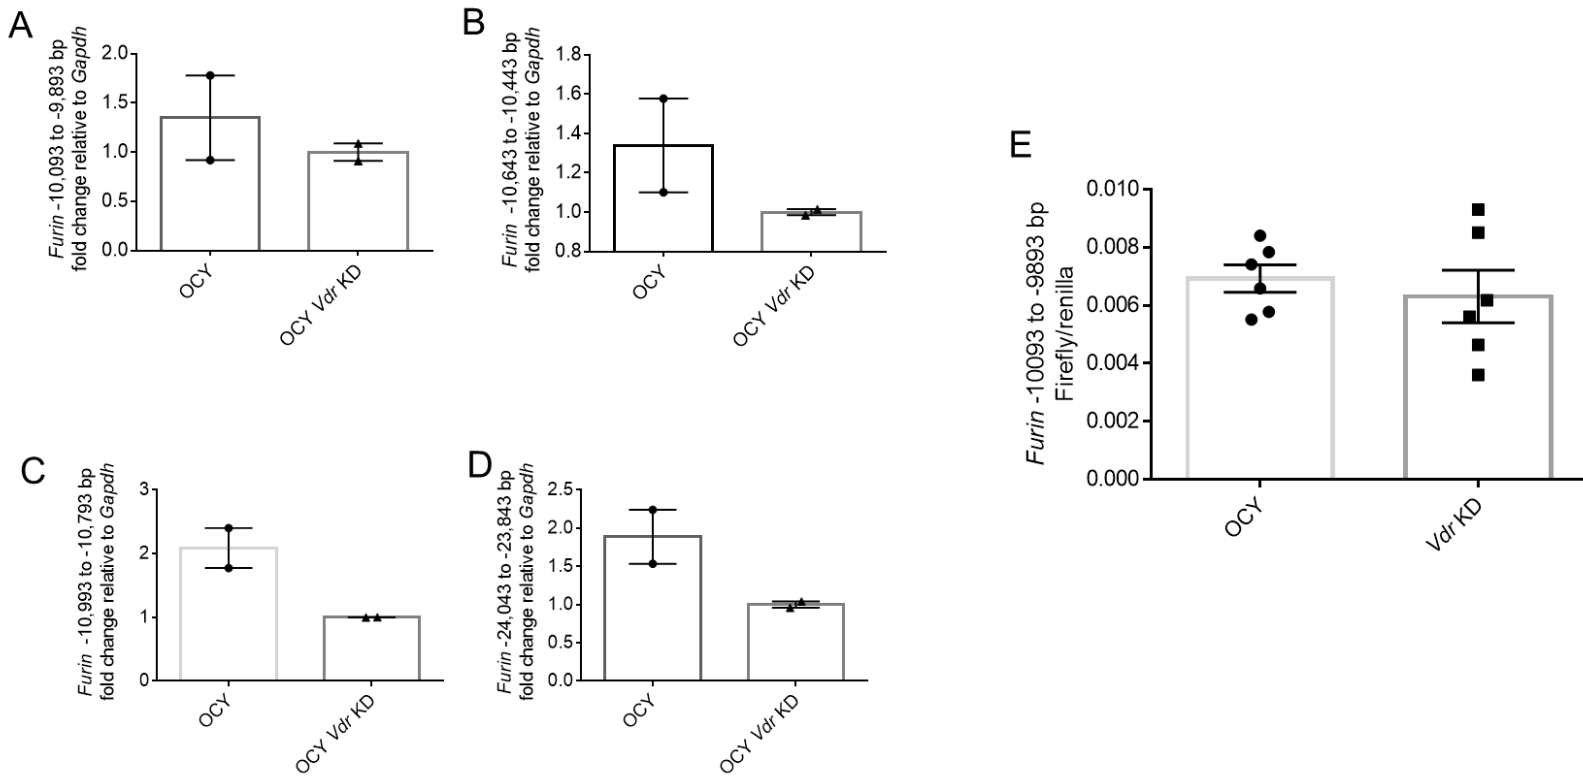 A
Furin -10,093 to -9,893 bp
fold change relative to Gapdh
2.0
1.5
1.0
0.5
0.0
OCY
OCY Vdr KD
B
Furin -10,643 to -10,443 bp
fold change relative to Gapdh
1.8
1.6
1.4
1.2
1.0
0.8
OCY
OCY Vdr KD
C
Furin -10,993 to -10,793 bp
fold change relative to Gapdh
3
2
1
0
OCY
OCY Vdr KD
D
Furin -24,043 to -23,843 bp
fold change relative to Gapdh
2.5
2.0
1.5
1.0
0.5
0.0
OCY
OCY Vdr KD
E
Furin -10093 to -9893 bp
Firefly/renilla
0.010
0.008
0.006
0.004
0.002
0.000
OCY
Vdr KD